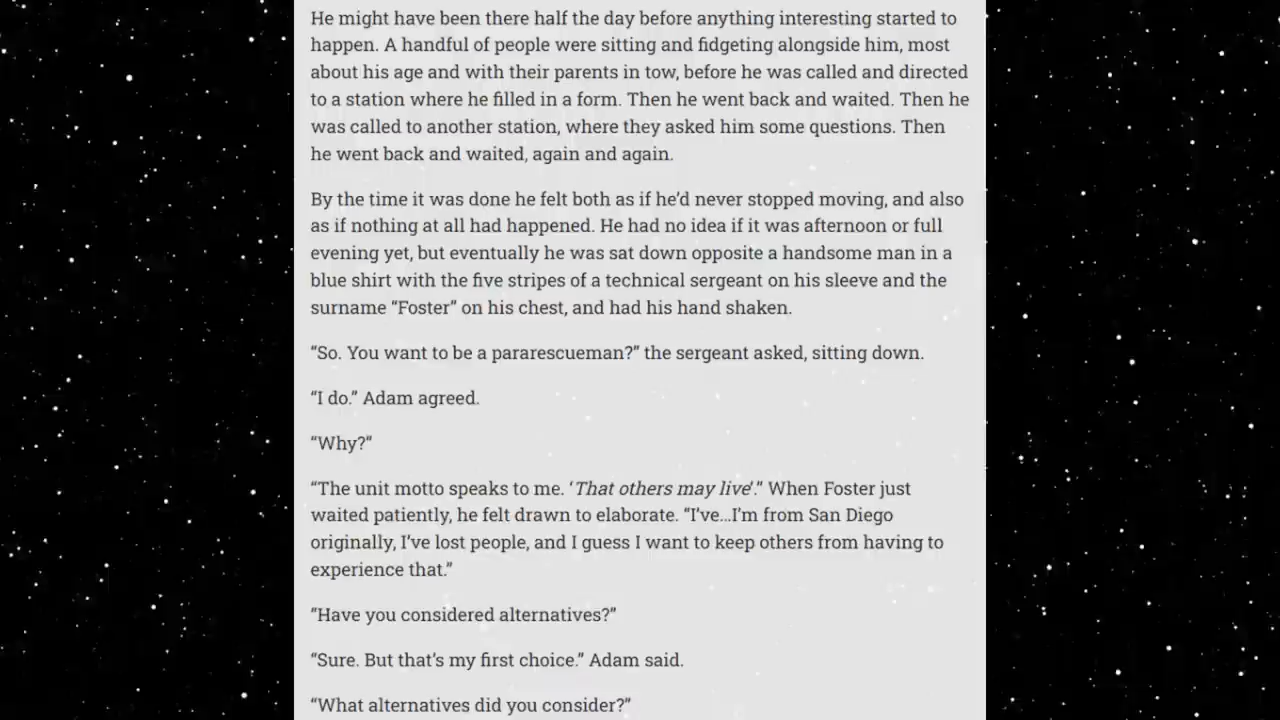 He might have been there half the day before anything interesting started to
happen. A handful of people were sitting and fidgeting alongside him, most
about his age and with their parents in tow, before he was called and directed
to a station where he filled in a form. Then he went back and waited. Then he
was called to another station, where they asked him some questions. Then
he went back and waited, again and again.
By the time it was done he felt both as if he’d never stopped moving, and also
as if nothing at all had happened. He had no idea if it was afternoon or full
evening yet, but eventually he was sat down opposite a handsome man in a
blue shirt with the five stripes of a technical sergeant on his sleeve and the
surname “Foster” on his chest, and had his hand shaken.
“So. You want to be a pararescueman?” the sergeant asked, sitting down.
“I do.” Adam agreed.
“Why?”
“The unit motto speaks to me. ‘That others may live’.” When Foster just
waited patiently, he felt drawn to elaborate. “I’ve…I’m from San Diego
originally, I’ve lost people, and I guess I want to keep others from having to
experience that.”
“Have you considered alternatives?”
“Sure. But that’s my first choice.” Adam said.
“What alternatives did you consider?”